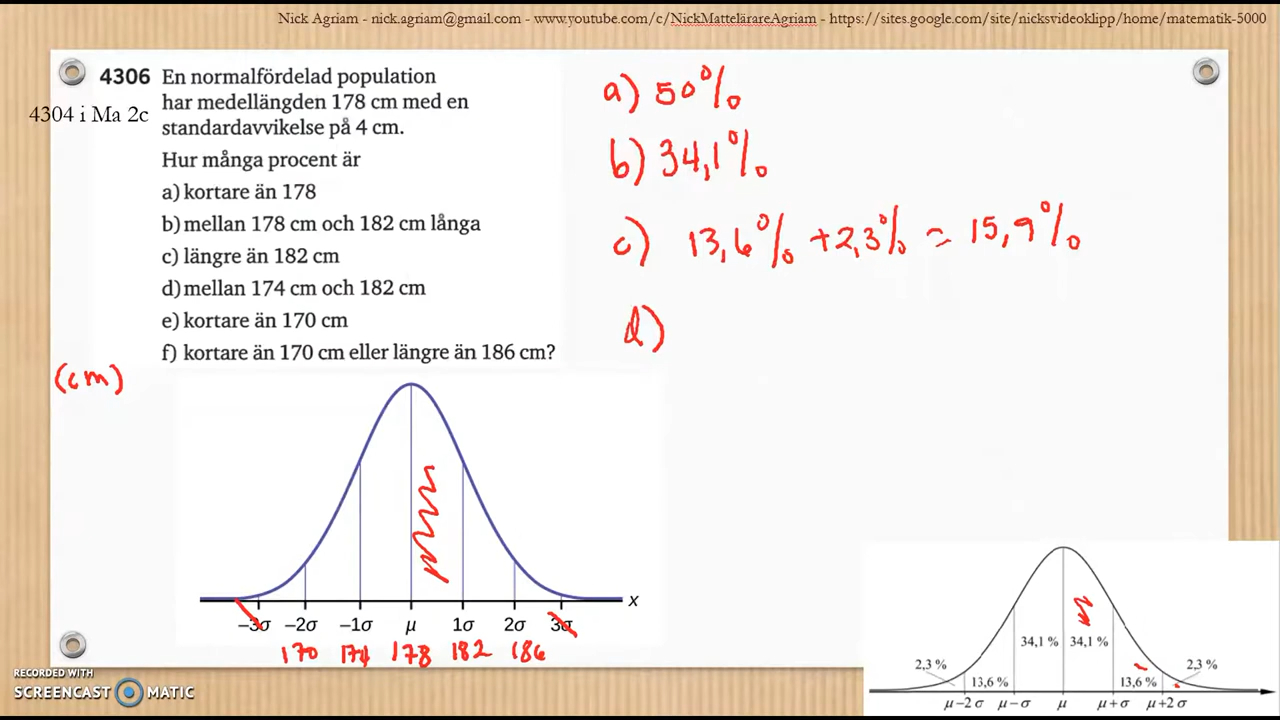 Nick Agriam - nick.agriam@gmail.com - www.youtube.com/c/NickMattelärareAgriam - https://sites.google.com/site/nicksvideoklipp/home/matematik-5000
4306 En normalfördelad population
har medellängden 178 cm med en
4304 i Ma 2c
standardavvikelse på 4 cm.
Hur många procent är
a) kortare än 178
b) mellan 178 cm och 182 cm långa
c) längre än 182 cm
d) mellan 174 cm och 182 cm
e) kortare än 170 cm
f) kortare än 170 cm eller längre än 186 cm?
a) 50%
b) 34,1%
c) 13,6% + 2,3% ≈ 15,9%
d)
(cm)
−3σ −2σ −1σ μ 1σ 2σ 3σ x
170 174 178 182 186
34,1 % 34,1 %
2,3 % 2,3 %
13,6 % 13,6 %
μ−2σ μ−σ μ μ+σ μ+2σ
RECORDED WITH
SCREENCAST MATIC